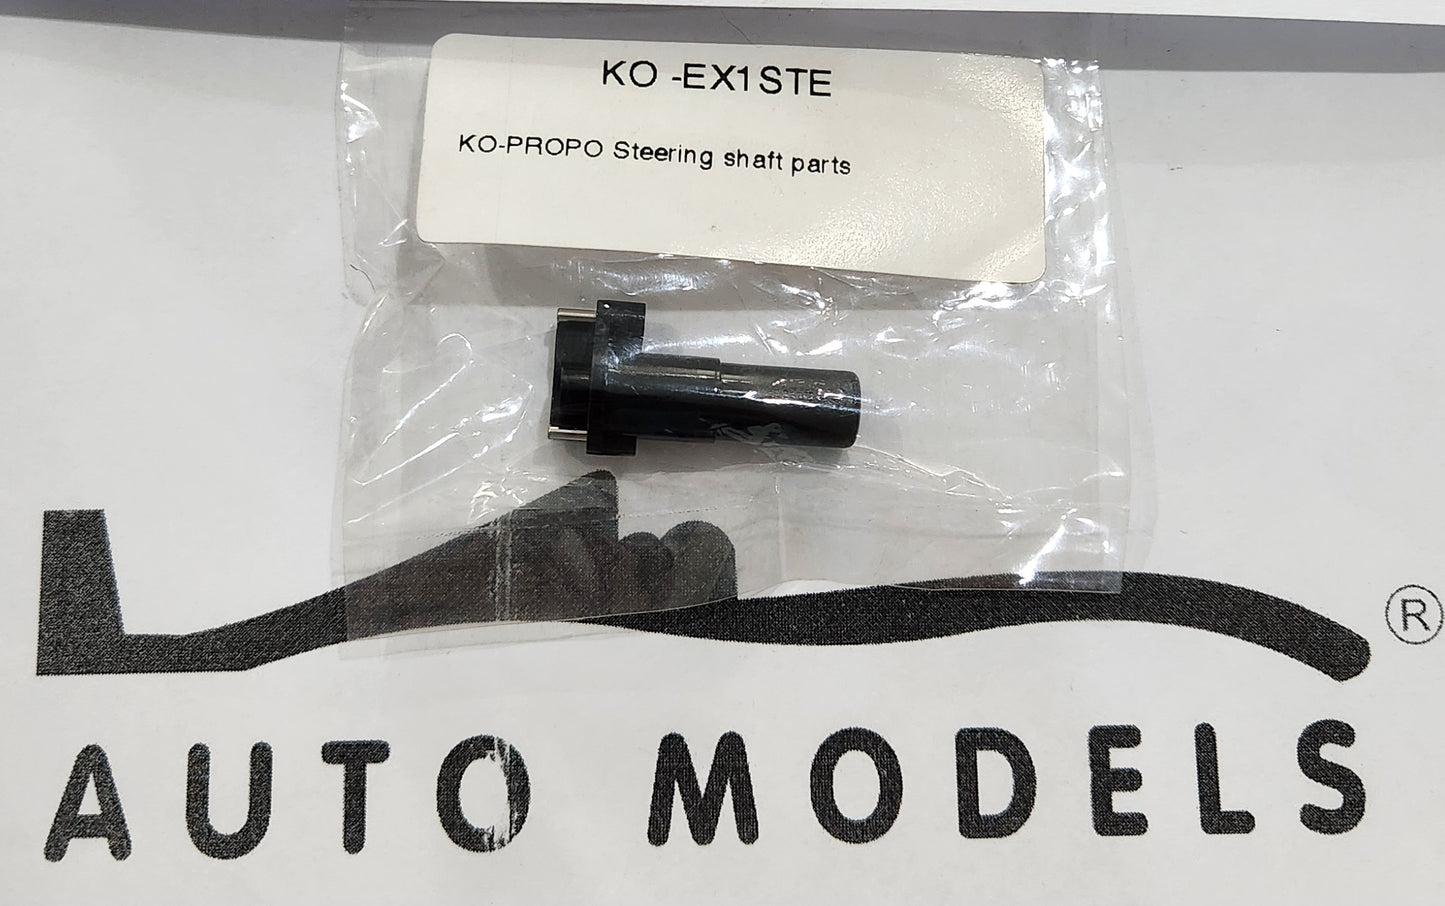 KO -EX1STE
KO-PROPO Steering shaft parts
®
AUTO MODELS